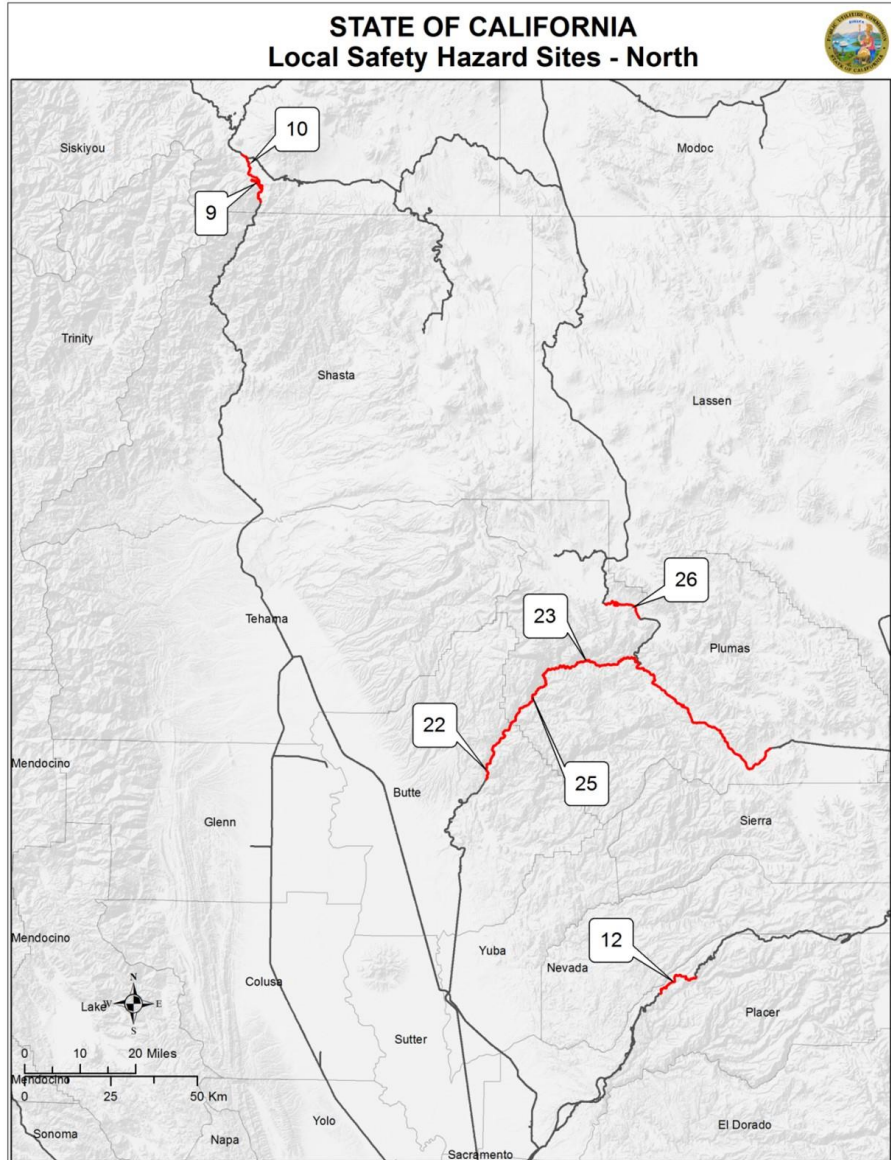 STATE OF CALIFORNIA
Local Safety Hazard Sites - North
10
Siskiyou
Modoc
9
Trinity
Shasta
Lassen
26
Tehama
23
Plumas
22
Mendocino
25
Butte
Glenn
Sierra
12
Mendocino
Yuba
Nevada
N
Colusa
Lake
W
E
Placer
S
Sutter
0 10 20 Miles
Mendocino
0 25 50 Km
Yolo
El Dorado
Sonoma
Napa
Sacramento